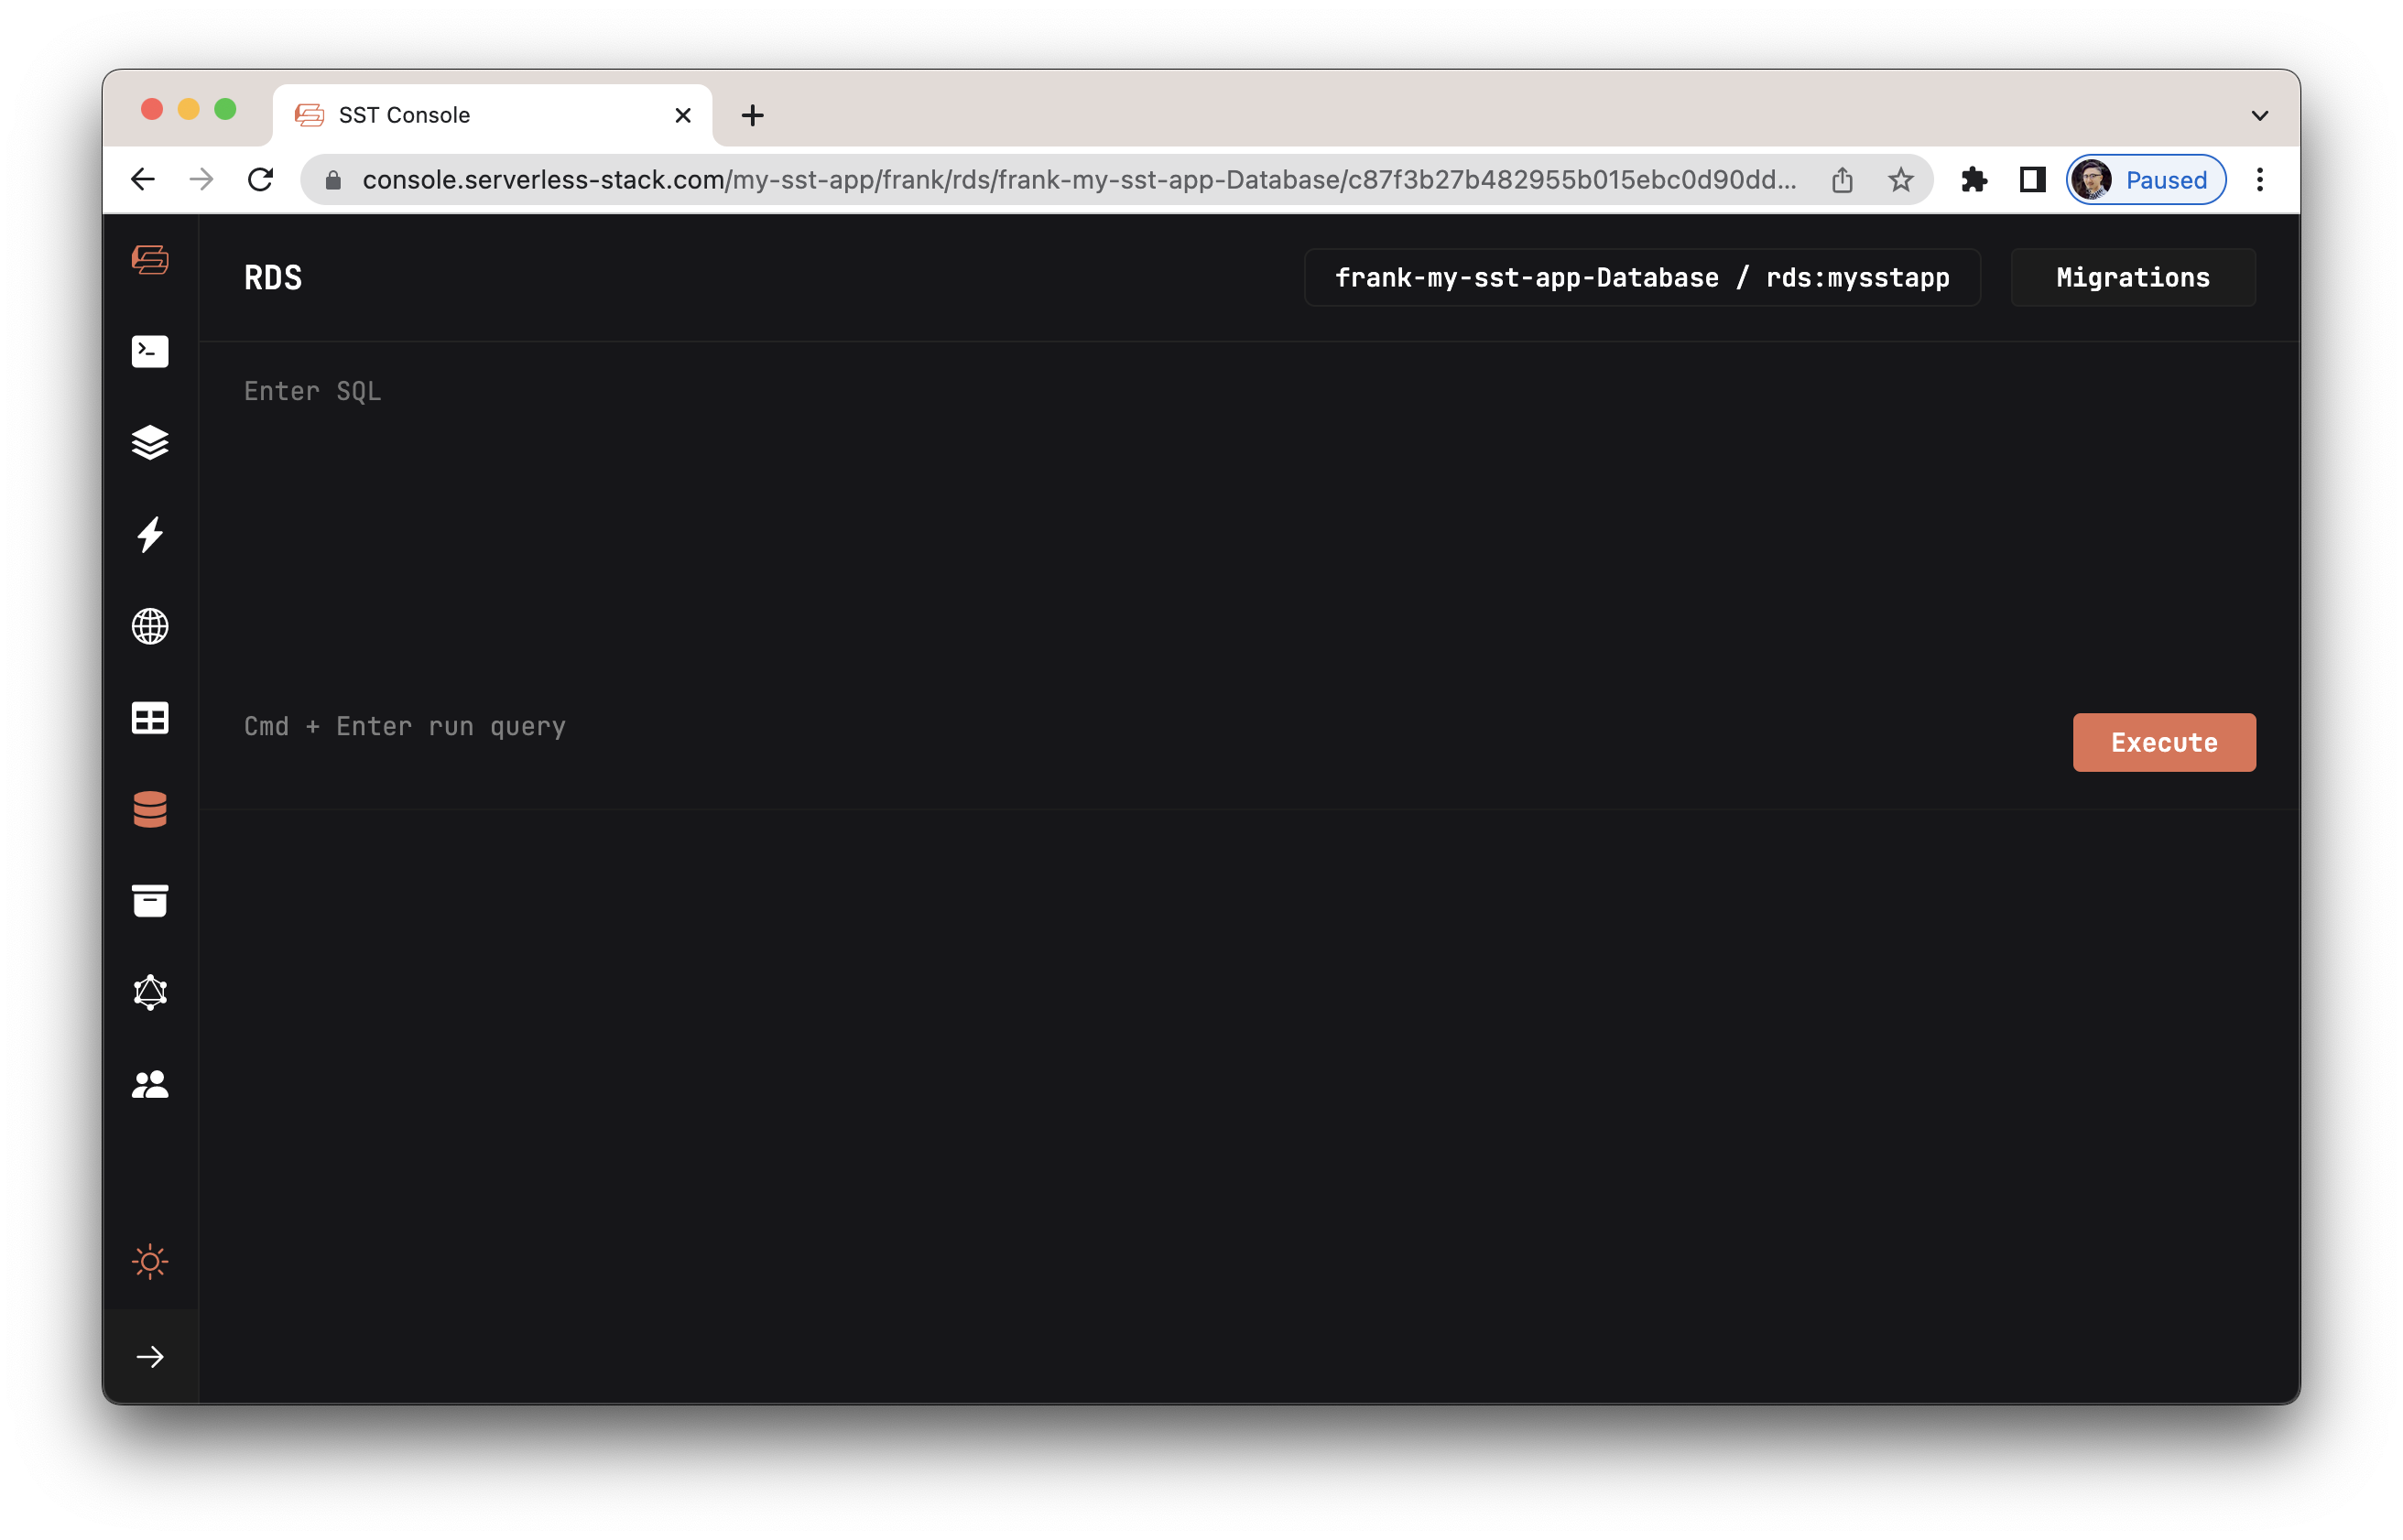 SST Console
console.serverless-stack.com/my-sst-app/frank/rds/frank-my-sst-app-Database/c87f3b27b482955b015ebc0d90dd...
Paused
RDS
frank-my-sst-app-Database / rds:mysstapp
Migrations
Enter SQL
Cmd + Enter run query
Execute